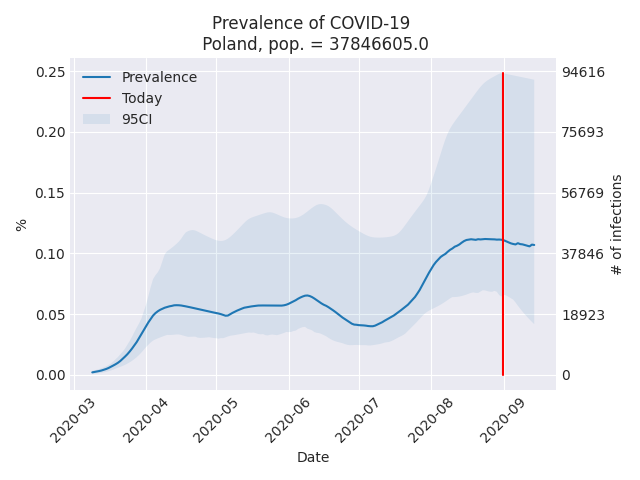 Prevalence of COVID-19
Poland, pop. = 37846605.0
Prevalence
Today
95CI
0.25
0.20
0.15
0.10
0.05
0.00
%
94616
75693
56769
37846
18923
0
# of infections
2020-03
2020-04
2020-05
2020-06
2020-07
2020-08
2020-09
Date